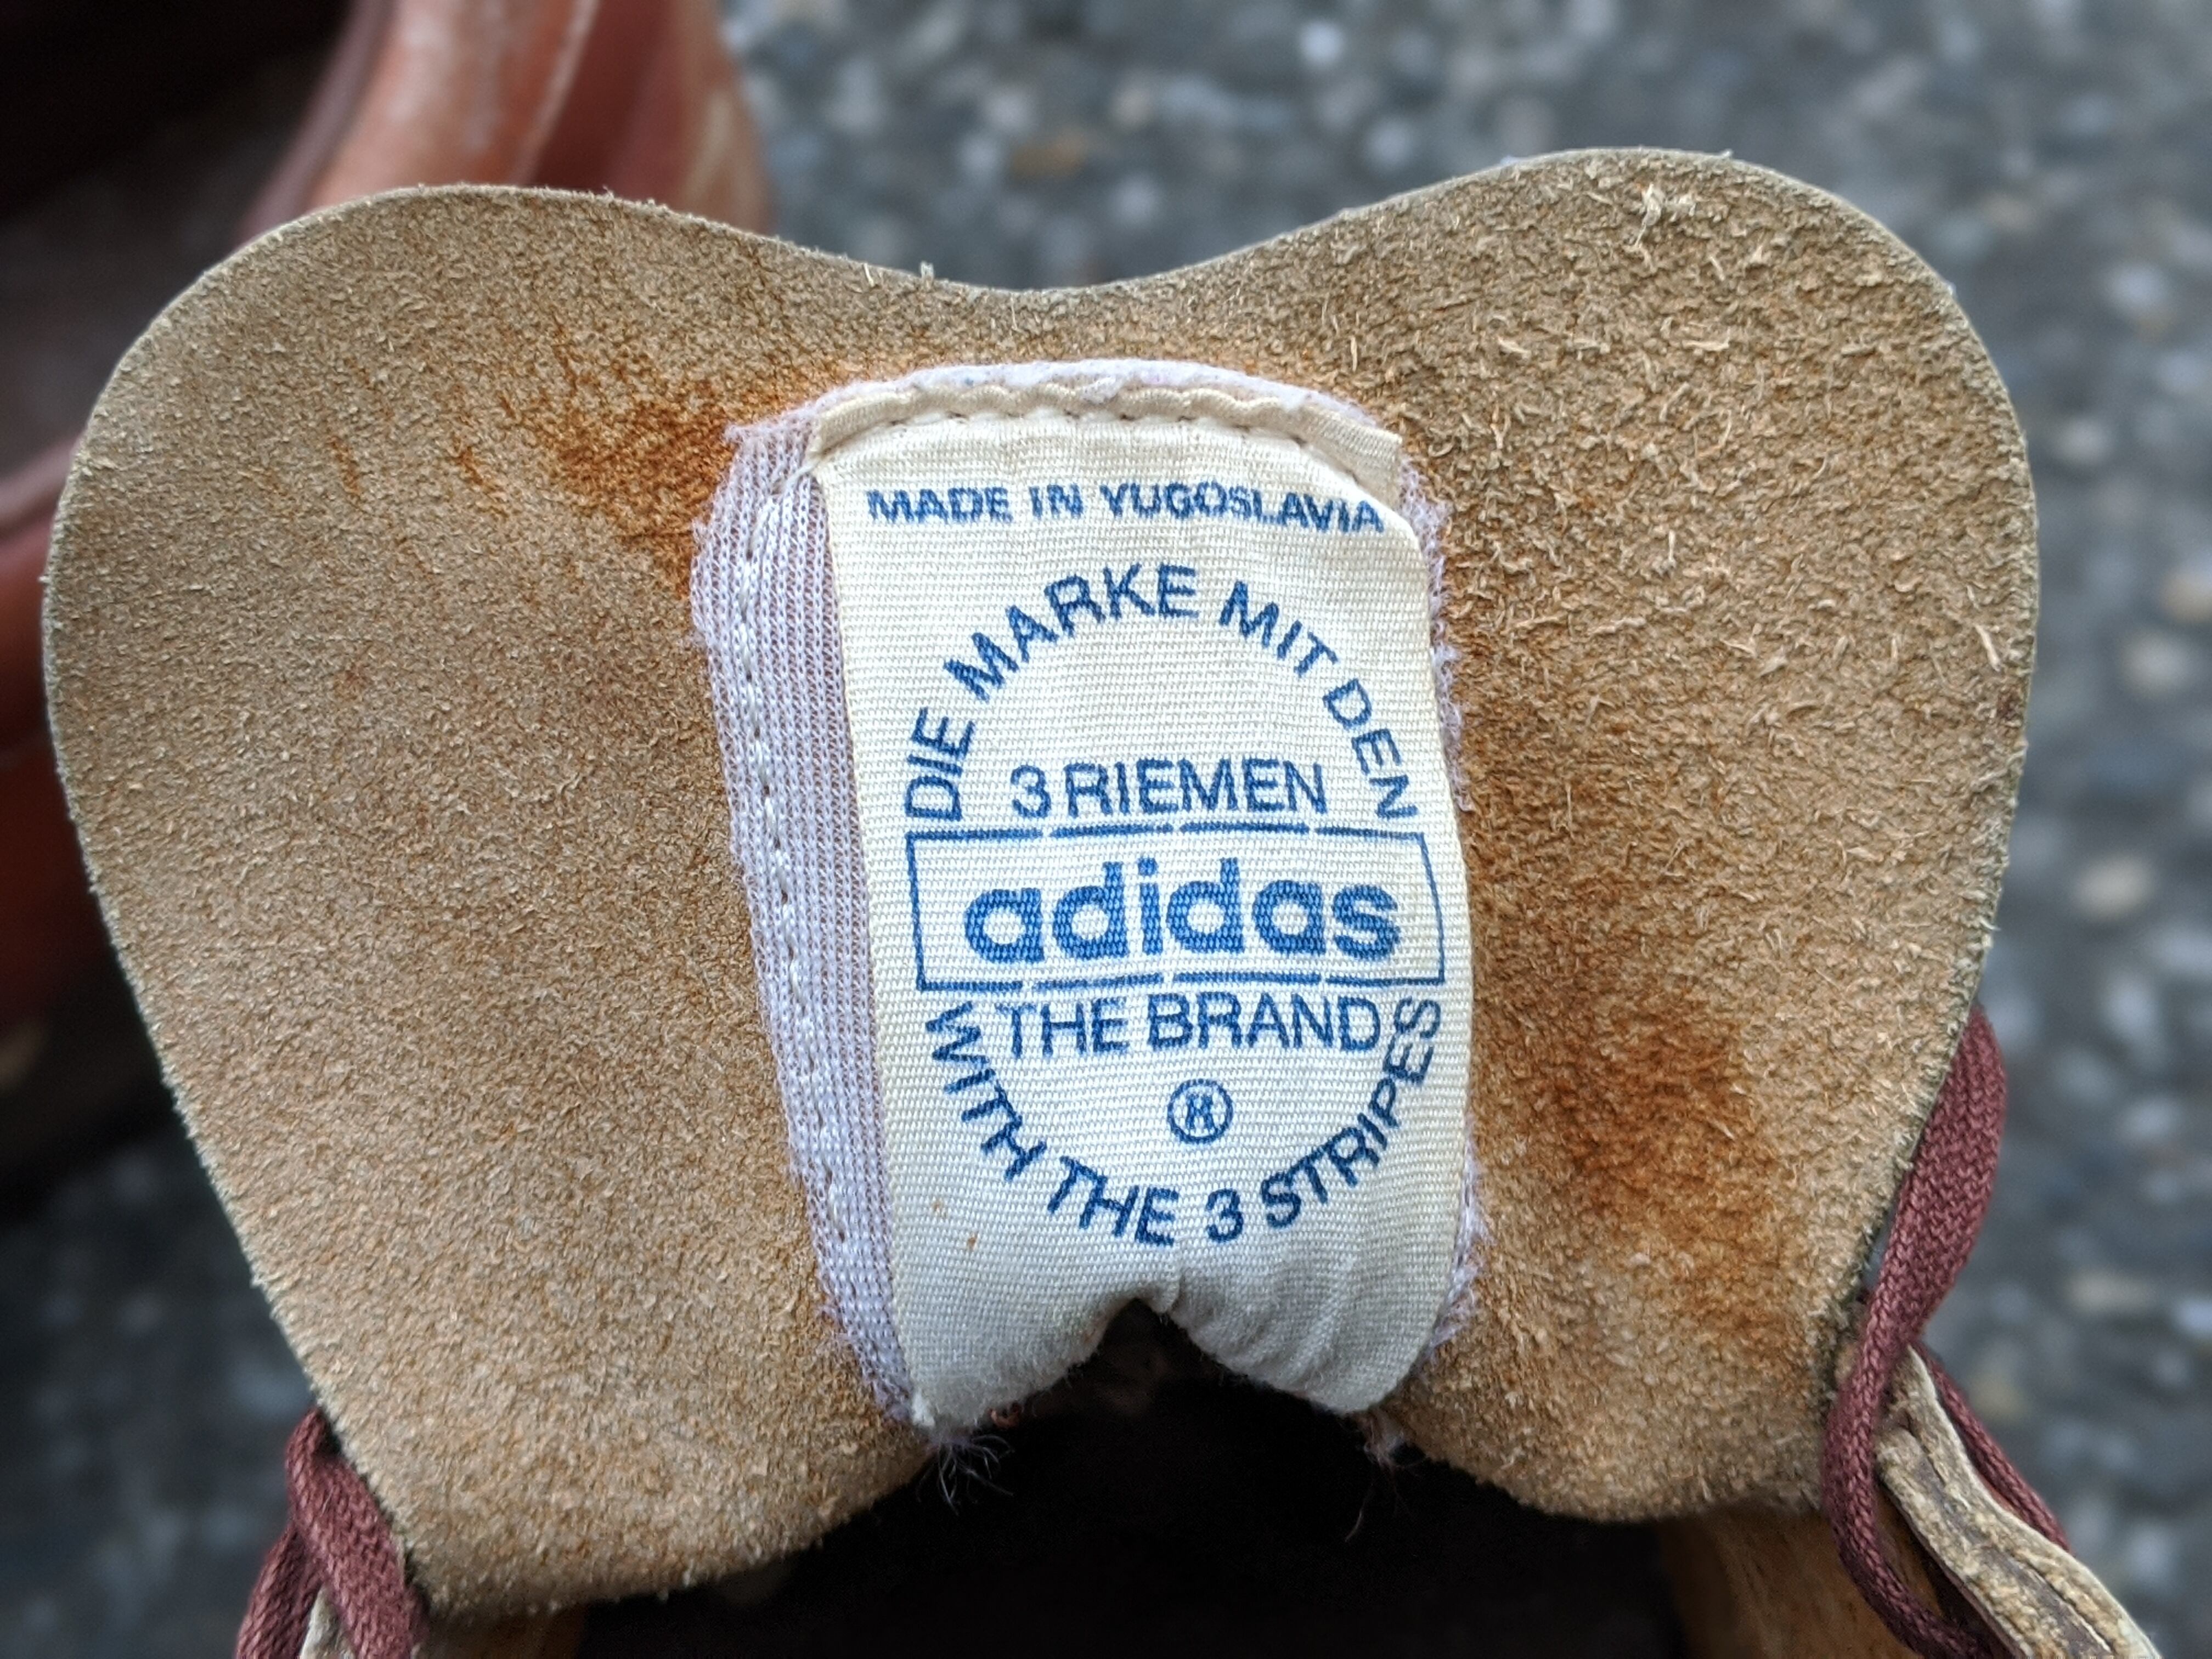 MADE IN YUGOSLAVIA
DIE MARKE MIT DEN
3 RIEMEN
adidas
THE BRAND
WITH THE 3 STRIPES
®